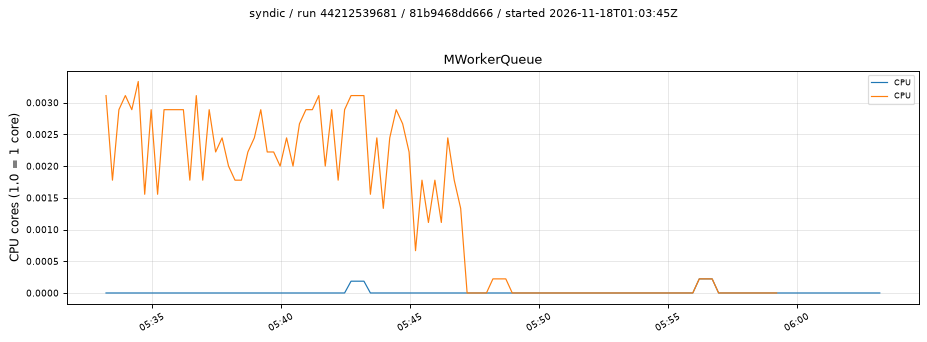 syndic / run 44212539681 / 81b9468dd666 / started 2026-11-18T01:03:45Z
MWorkerQueue
CPU
CPU
CPU cores (1.0 = 1 core)
0.0030
0.0025
0.0020
0.0015
0.0010
0.0005
0.0000
05:35
05:40
05:45
05:50
05:55
06:00